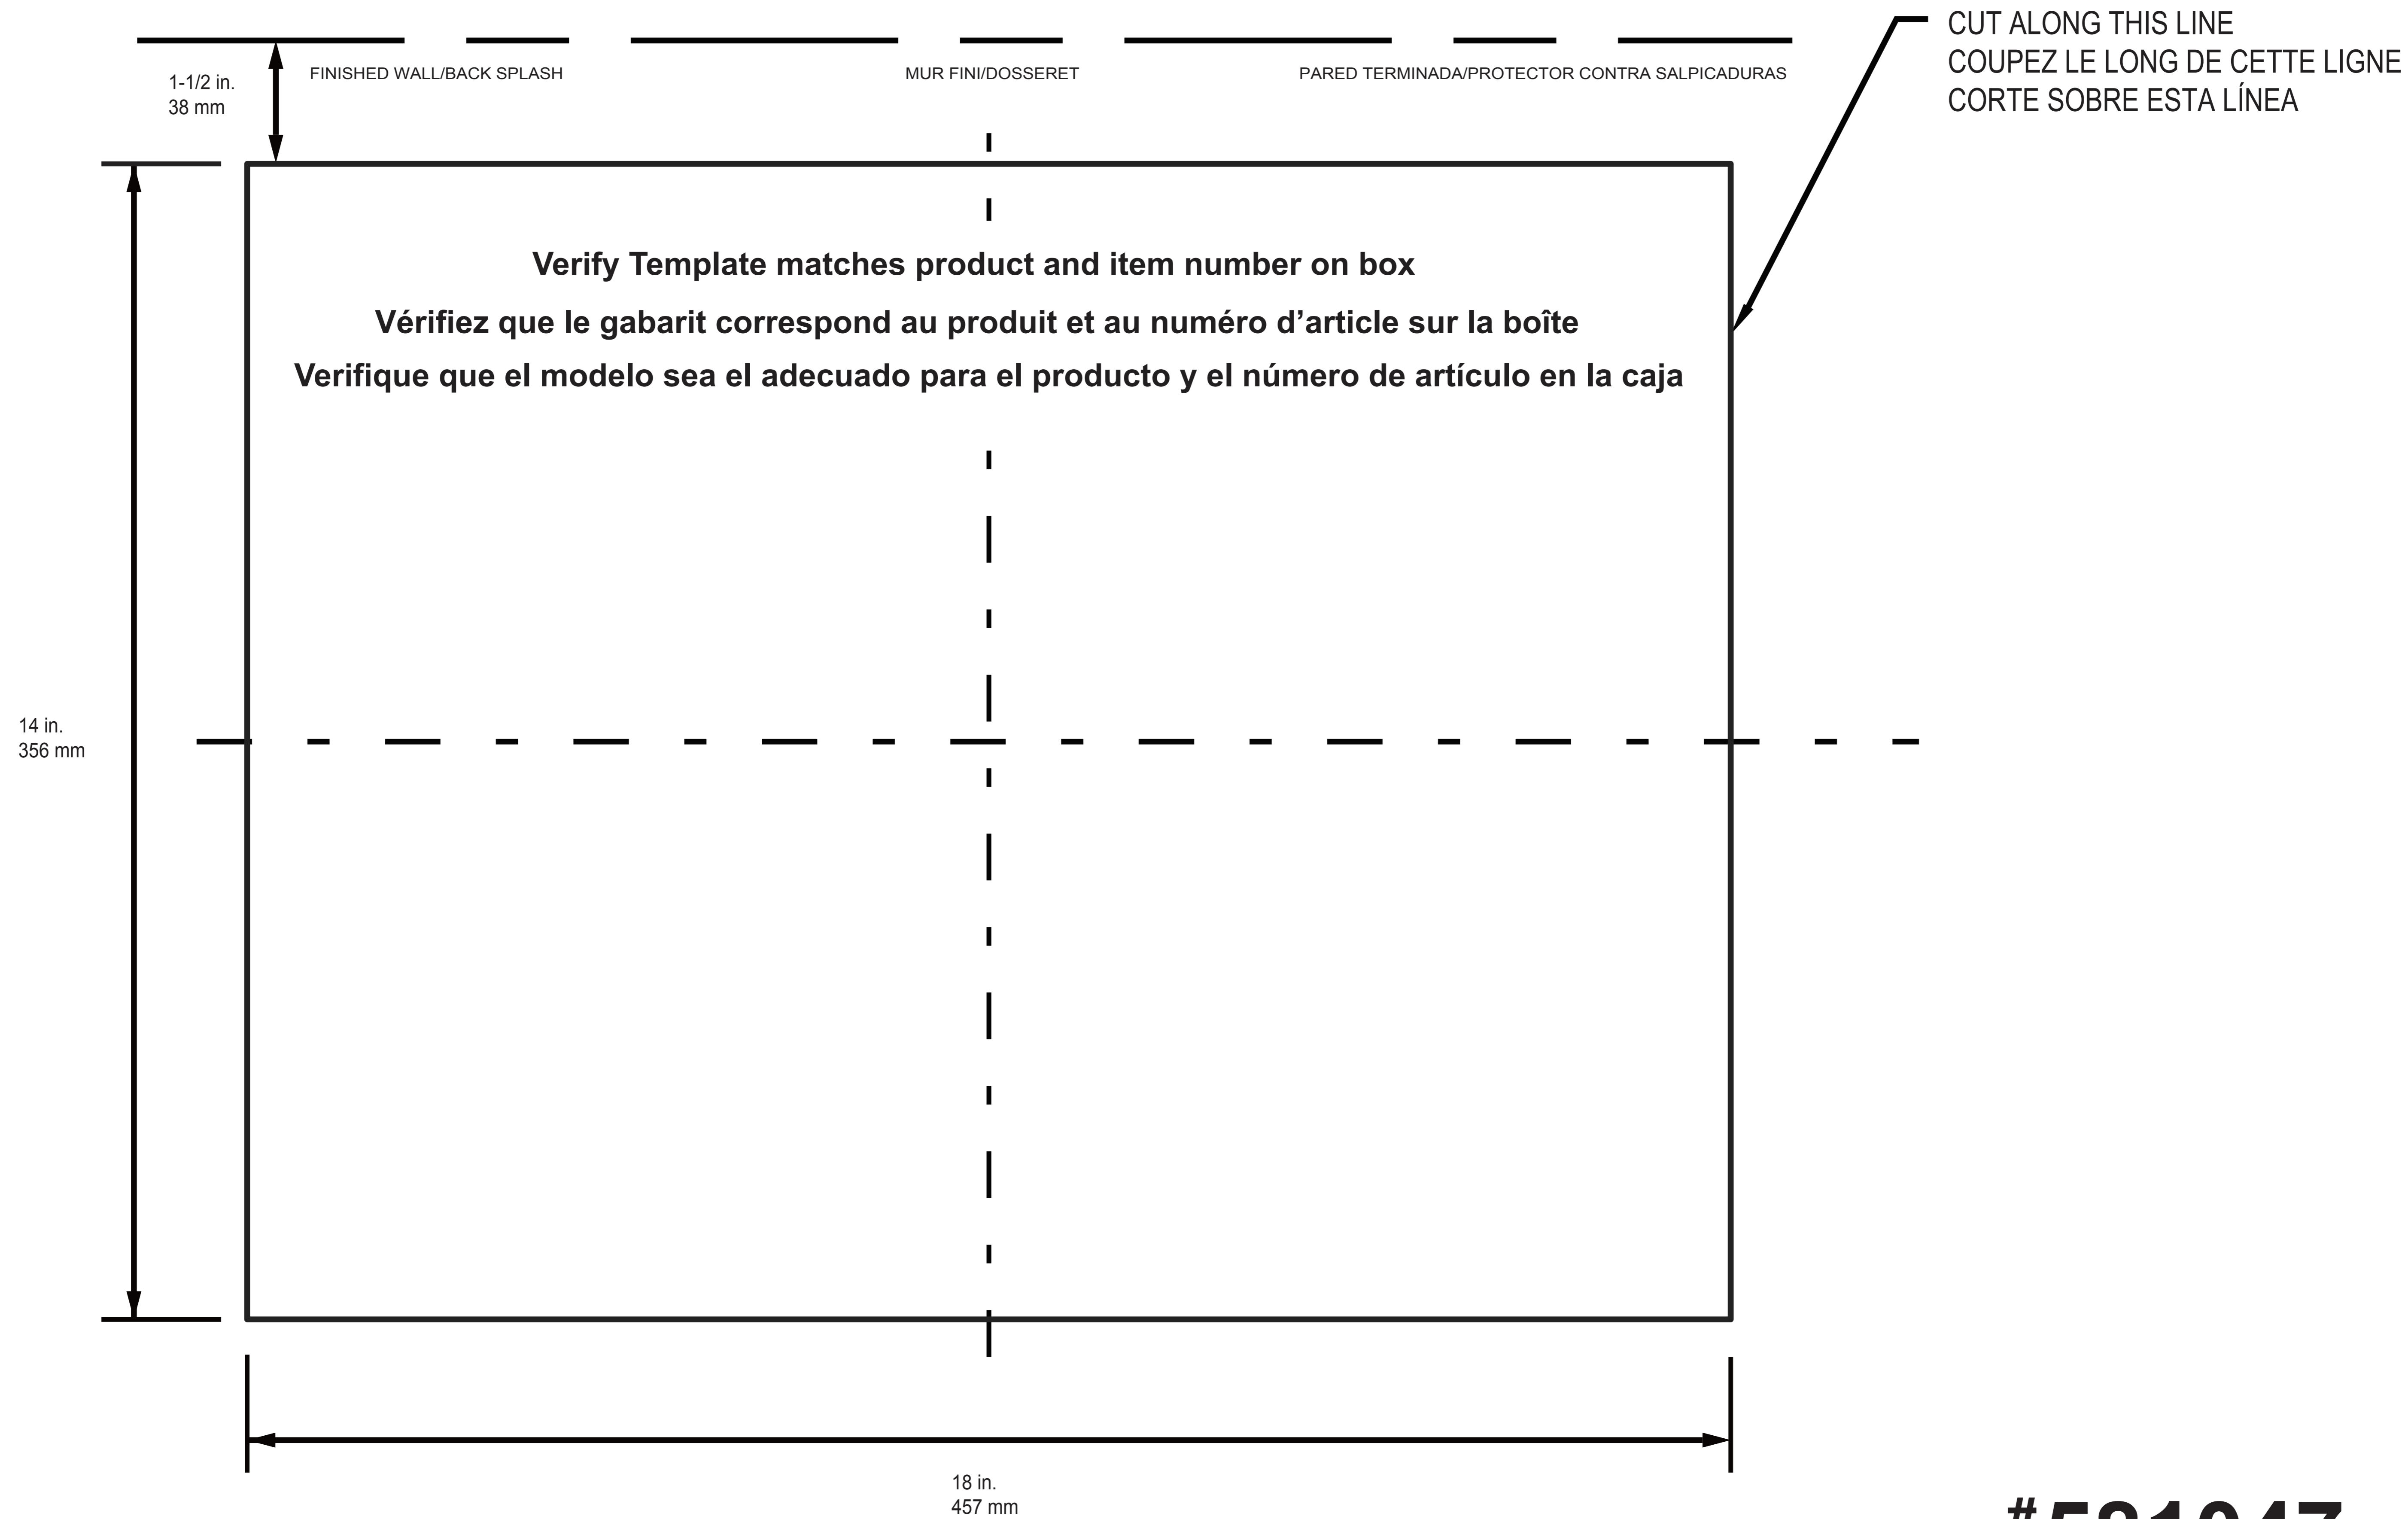 CUT ALONG THIS LINE
COUPEZ LE LONG DE CETTE LIGNE
CORTE SOBRE ESTA LÍNEA
FINISHED WALL/BACK SPLASH
MUR FINI/DOSSERET
PARED TERMINADA/PROTECTOR CONTRA SALPICADURAS
1-1/2 in.
38 mm
Verify Template matches product and item number on box
Vérifiez que le gabarit correspond au produit et au numéro d’article sur la boîte
Verifique que el modelo sea el adecuado para el producto y el número de artículo en la caja
14 in.
356 mm
18 in.
457 mm